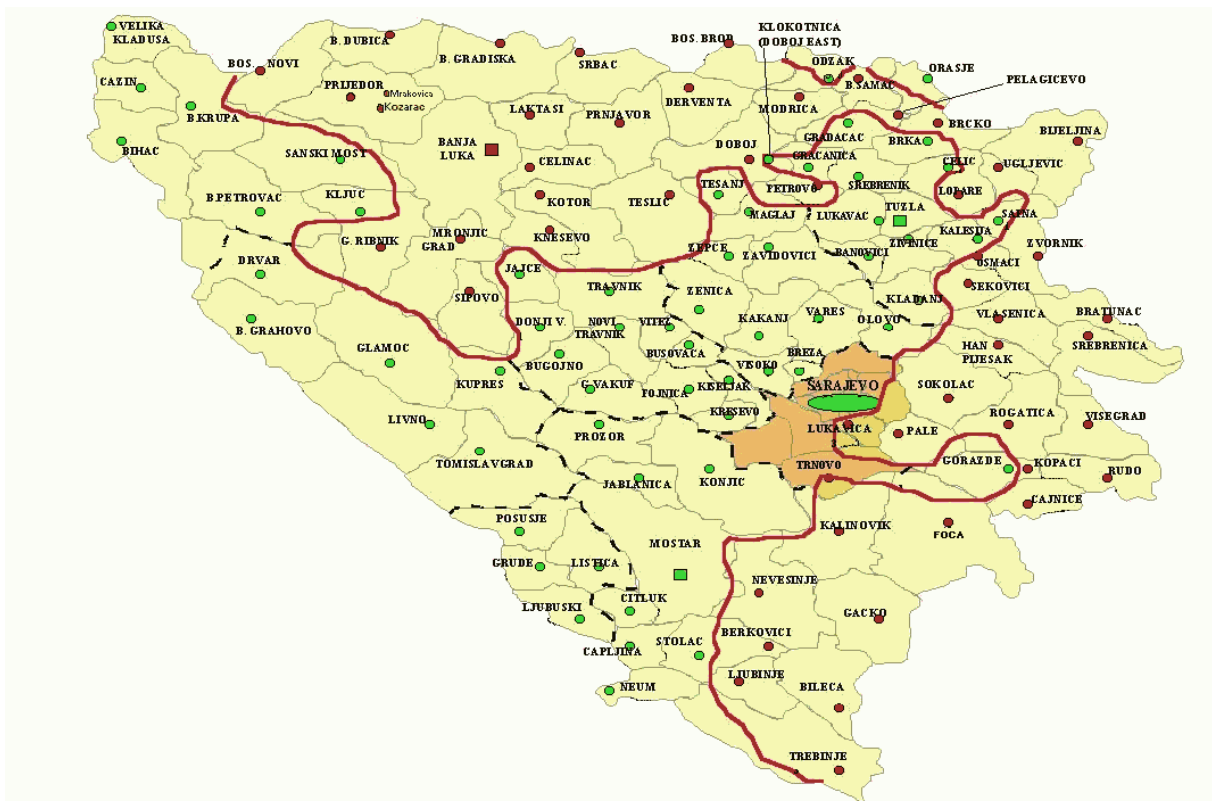 VELIKA
KLADUSA
B. DUBICA
B. GRADISKA
BOS. BROD
KLOKOTNICA
(DOBOJ EAST)
ODZAK
SRBAC
BOS. NOVI
ORASJE
CAZIN
PRIJEDOR
Mrakovica
Kozarac
B.SAMAC
PELAGICEVO
DERVENTA
MODRICA
B.KRUPA
LAKTASI
PRNJAVOR
BRCKO
GRADACAC
BRKA
BIJELJINA
BIHAC
SANSKI MOST
BANJA
LUKA
CELINAC
DOBOJ
GRACANICA
CELIC
UGLJEVIC
B.PETROVAC
KLJUC
KOTOR
TESLIC
TESANJ
PETROVO
SREBRENIK
LOPARE
MAGLAJ
LUKAVAC
TUZLA
SAPNA
G. RIBNIK
MRONJIC
GRAD
KNESEVO
ZEPCE
ZAVIDOVICI
BANOVICI
ZIVINICE
KALESIJA
ZVORNIK
DRVAR
JAJCE
OSMACI
SIPOVO
TRAVNIK
ZENICA
SEKOVICI
KLADANJ
B. GRAHOVO
DONJI V.
NOVI
TRAVNIK
VITEZ
KAKANJ
VARES
OLOVO
VLASENICA
BRATUNAC
GLAMOC
BUGOJNO
BUSOVACA
VISOKO
BREZA
HAN
PIJESAK
SREBRENICA
KUPRES
G.VAKUF
FOJNICA
KISELJAK
SARAJEVO
SOKOLAC
LIVNO
PROZOR
KRESEVO
LUKAVICA
PALE
ROGATICA
VISEGRAD
TOMISLAVGRAD
JABLANICA
KONJIC
TRNOVO
GORAZDE
KOPACI
RUDO
CAJNICE
POSUSJE
MOSTAR
KALINOVIK
FOCA
GRUDE
LISTICA
NEVESINJE
LJUBUSKI
CITLUK
GACKO
CAPLJINA
STOLAC
BERKOVICI
NEUM
LJUBINJE
BILECA
TREBINJE